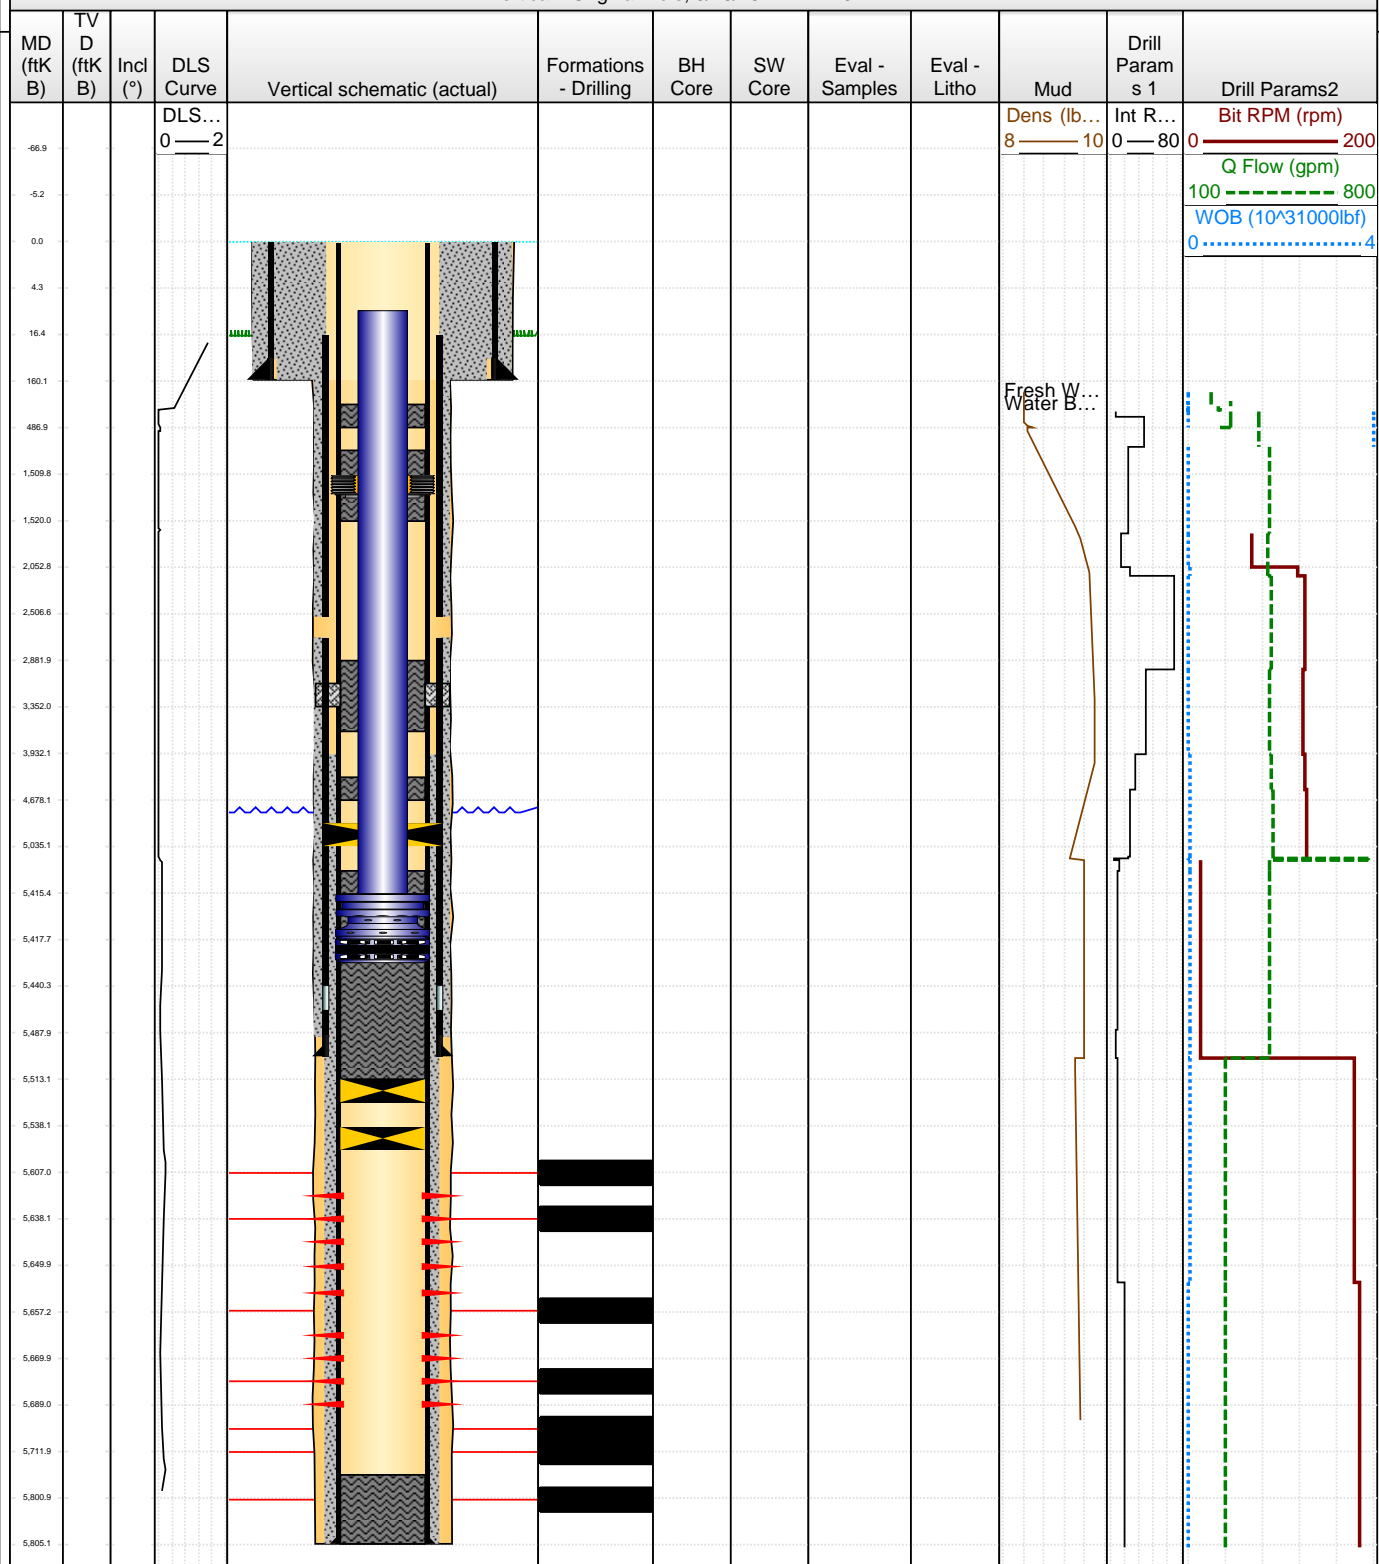 MD (ftK B)
TV D (ftK B)
Incl (°)
DLS Curve
Vertical schematic (actual)
Formations - Drilling
BH Core
SW Core
Eval - Samples
Eval - Litho
Mud
Drill Param s 1
Drill Params2
DLS...
0 2
Dens (lb...
8 10
Int R...
0 80
Bit RPM (rpm)
0 200
Q Flow (gpm)
100 800
WOB (10^31000lbf)
0 4
-66.9
-5.2
0.0
4.3
16.4
160.1
Fresh W...
Water B...
486.9
1,509.8
1,520.0
2,052.8
2,506.6
2,881.9
3,352.0
3,932.1
4,678.1
5,035.1
5,415.4
5,417.7
5,440.3
5,487.9
5,513.1
5,538.1
5,607.0
5,638.1
5,649.9
5,657.2
5,669.9
5,689.0
5,711.9
5,800.9
5,805.1